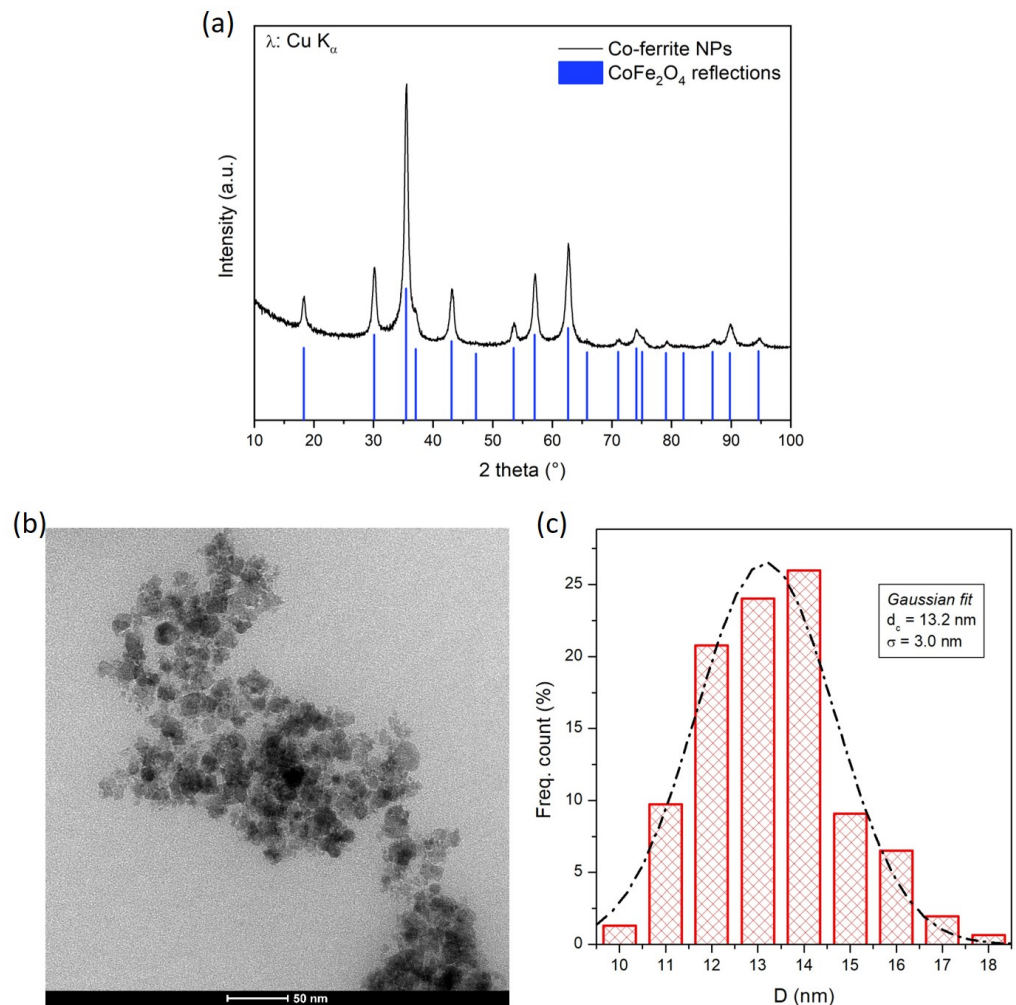 (a)
λ: Cu Kα
Co-ferrite NPs
CoFe₂O₄ reflections
Intensity (a.u.)
10 20 30 40 50 60 70 80 90 100
2 theta (°)
(b)
50 nm
(c)
25
20
15
10
5
0
Freq. count (%)
Gaussian fit
d_c = 13.2 nm
σ = 3.0 nm
10 11 12 13 14 15 16 17 18
D (nm)